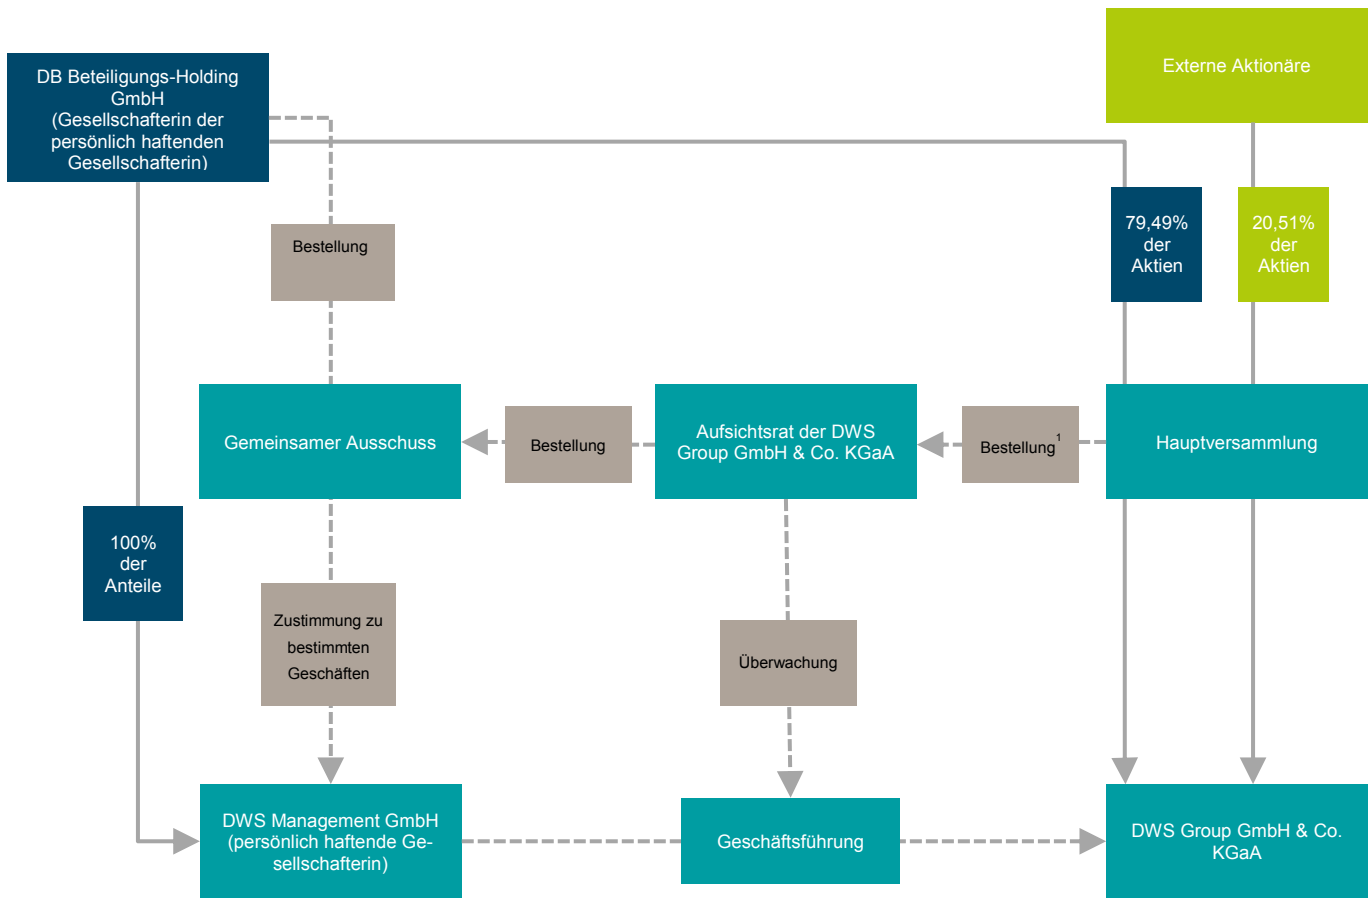 DB Beteiligungs-Holding
GmbH
(Gesellschafterin der
persönlich haftenden
Gesellschafterin)
Externe Aktionäre
79,49%
der
Aktien
20,51%
der
Aktien
Bestellung
Gemeinsamer Ausschuss
Bestellung
Aufsichtsrat der DWS
Group GmbH & Co. KGaA
Bestellung¹
Hauptversammlung
100%
der
Anteile
Zustimmung zu
bestimmten
Geschäften
Überwachung
DWS Management GmbH
(persönlich haftende Ge-
sellschafterin)
Geschäftsführung
DWS Group GmbH & Co.
KGaA